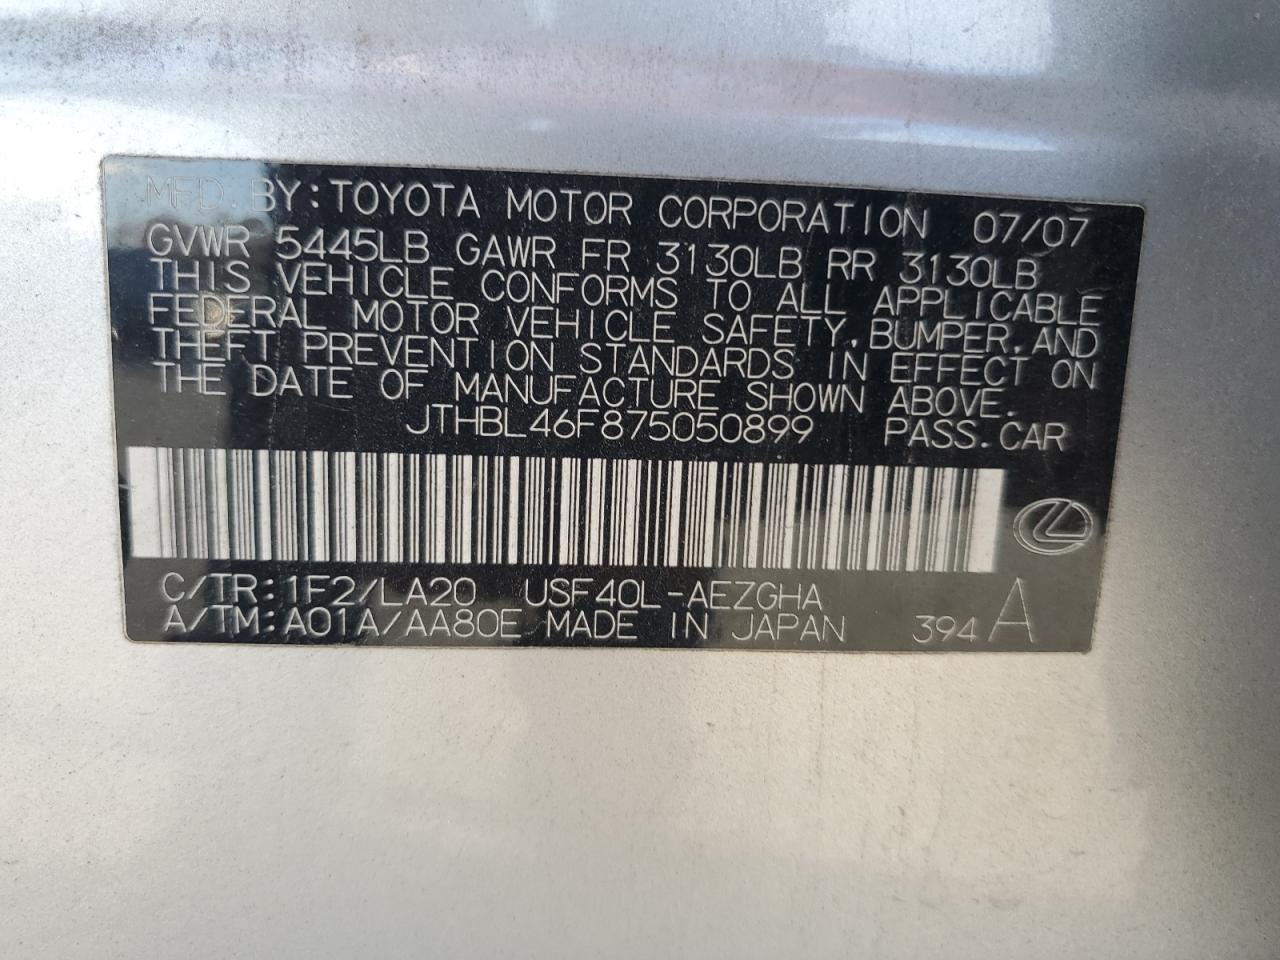 MFD. BY: TOYOTA MOTOR CORPORATION 07/07
GVWR 5445LB GAWR FR 3130LB RR 3130LB
THIS VEHICLE CONFORMS TO ALL APPLICABLE
FEDERAL MOTOR VEHICLE SAFETY, BUMPER, AND
THEFT PREVENTION STANDARDS IN EFFECT ON
THE DATE OF MANUFACTURE SHOWN ABOVE.
JTHBL46F875050899 PASS. CAR
C/TR: 1F2/LA20 USF40L-AEZGHA
A/TM: A01A/AA80E MADE IN JAPAN 394 A